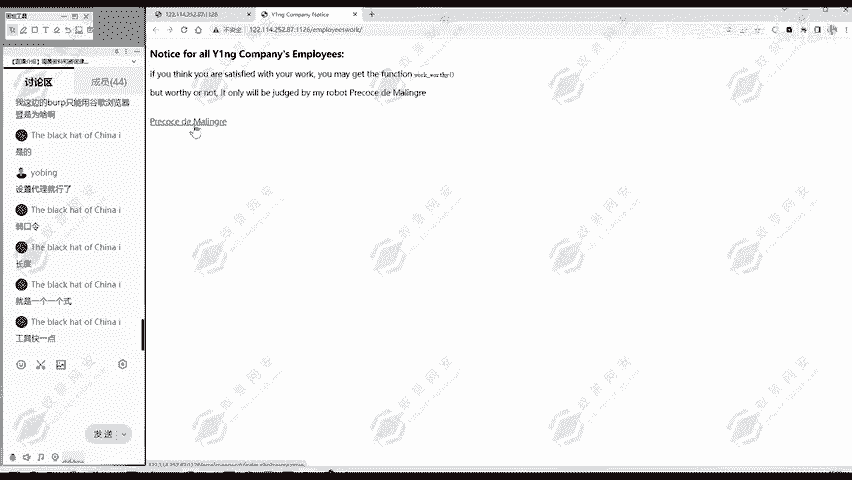 画板工具
122.114.252.87:1126
Y1ng Company Notice
不安全
122.114.252.87:1126/employeeswork/
讨论区
成员(44)
我这边的burp只能用谷歌浏览器
登是为啥啊
The black hat of China i
是的
yobing
设置代理就行了
The black hat of China i
弱口令
The black hat of China i
长度
The black hat of China i
就是一个一个式
The black hat of China i
工具快一点
发送
Notice for all Y1ng Company's Employees:
if you think you are satisfied with your work, you may get the function work_worthy()
but worthy or not, it only will be judged by my robot Precoce de Malingre
Precoce de Malingre